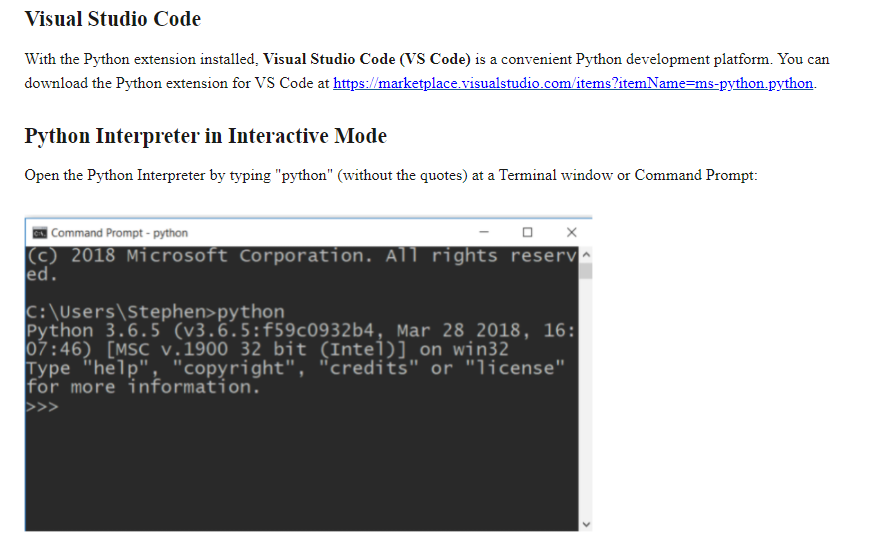 Visual Studio Code
With the Python extension installed, Visual Studio Code (VS Code) is a convenient Python development platform. You can
download the Python extension for VS Code at https://marketplace.visualstudio.com/items?itemName=ms-python.python.
Python Interpreter in Interactive Mode
Open the Python Interpreter by typing "python" (without the quotes) at a Terminal window or Command Prompt:
Command Prompt - python
(c) 2018 Microsoft Corporation. All rights reserv
ed.
C:\Users\Stephen>python
Python 3.6.5 (v3.6.5:f59c0932b4, Mar 28 2018, 16:
07:46) [MSC v.1900 32 bit (Intel)] on win32
Type "help", "copyright", "credits" or "license"
for more information.
>>>